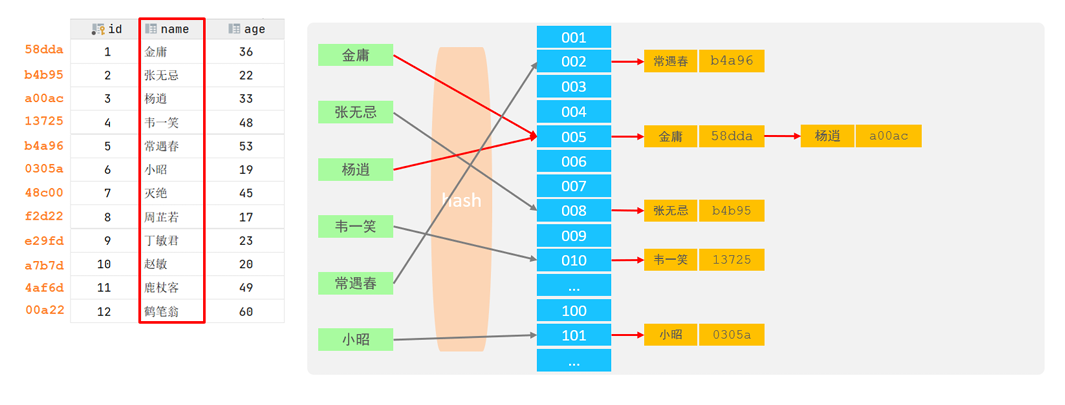 id name age
58dda 1 金庸 36
b4b95 2 张无忌 22
a00ac 3 杨逍 33
13725 4 韦一笑 48
b4a96 5 常遇春 53
0305a 6 小昭 19
48c00 7 灭绝 45
f2d22 8 周芷若 17
e29fd 9 丁敏君 23
a7b7d 10 赵敏 20
4af6d 11 鹿杖客 49
00a22 12 鹤笔翁 60
金庸
张无忌
杨逍
韦一笑
常遇春
小昭
hash
001
002 常遇春 b4a96
003
004
005 金庸 58dda 杨逍 a00ac
006
007
008 张无忌 b4b95
009
010 韦一笑 13725
...
100
101 小昭 0305a
...